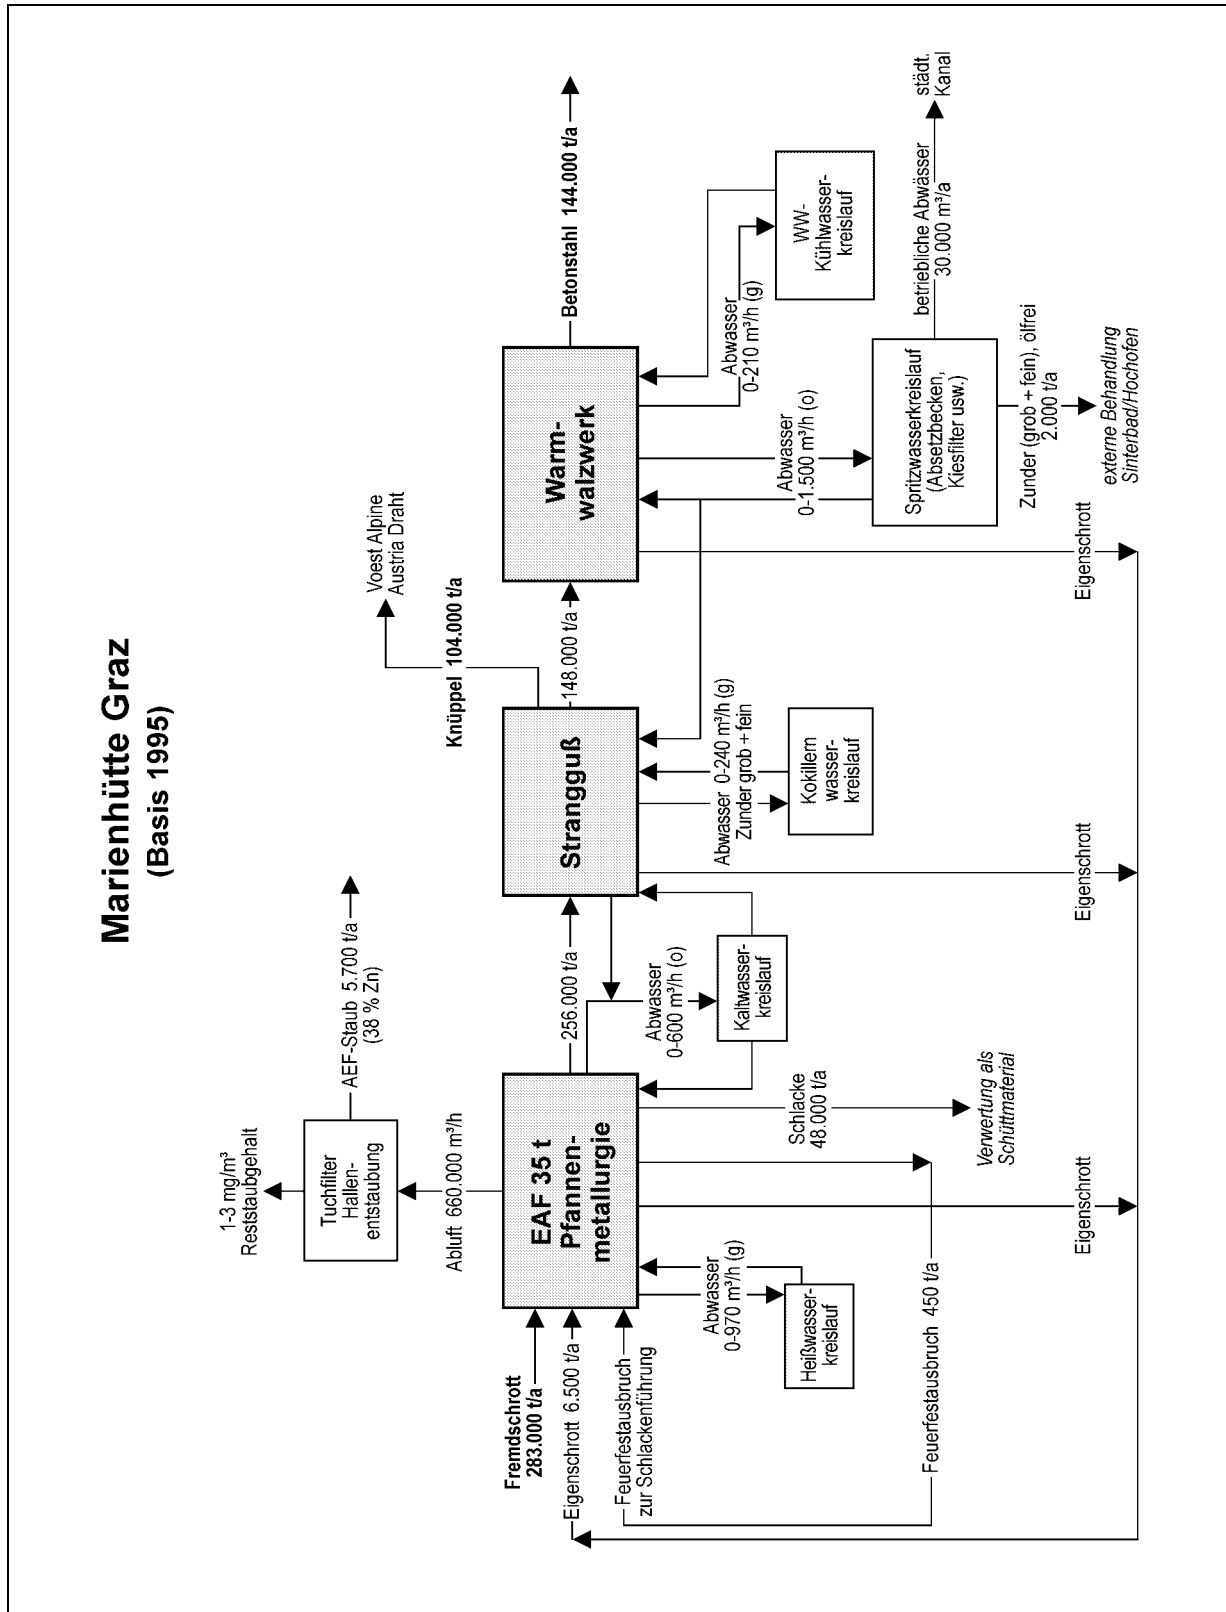 Marienhütte Graz
(Basis 1995)
1-3 mg/m³
Reststaubgehalt
Tuchfilter
Hallen-
entstaubung
AEF-Staub 5.700 t/a
(38 % Zn)
Abluft 660.000 m³/h
Fremdschrott
283.000 t/a
Eigenschrott 6.500 t/a
Feuerfestausbruch
zur Schlackenführung
EAF 35 t
Pfannen-
metallurgie
Abwasser
0-970 m³/h (g)
Heißwasser-
kreislauf
Feuerfestausbruch 450 t/a
Schlacke
48.000 t/a
Verwertung als
Schüttmaterial
Eigenschrott
256.000 t/a
Abwasser
0-600 m³/h (o)
Kaltwasser-
kreislauf
Strangguß
Knüppel 104.000 t/a
Voest Alpine
Austria Draht
148.000 t/a
Abwasser 0-240 m³/h (g)
Zunder grob + fein
Kokillern
wasser-
kreislauf
Eigenschrott
Warm-
walzwerk
Betonstahl 144.000 t/a
Abwasser
0-210 m³/h (g)
WW-
Kühlwasser-
kreislauf
Abwasser
0-1.500 m³/h (o)
Spritzwasserkreislauf
(Absetzbecken,
Kiesfilter usw.)
betriebliche Abwässer
30.000 m³/a
städt.
Kanal
Zunder (grob + fein), ölfrei
2.000 t/a
externe Behandlung
Sinterbad/Hochofen
Eigenschrott